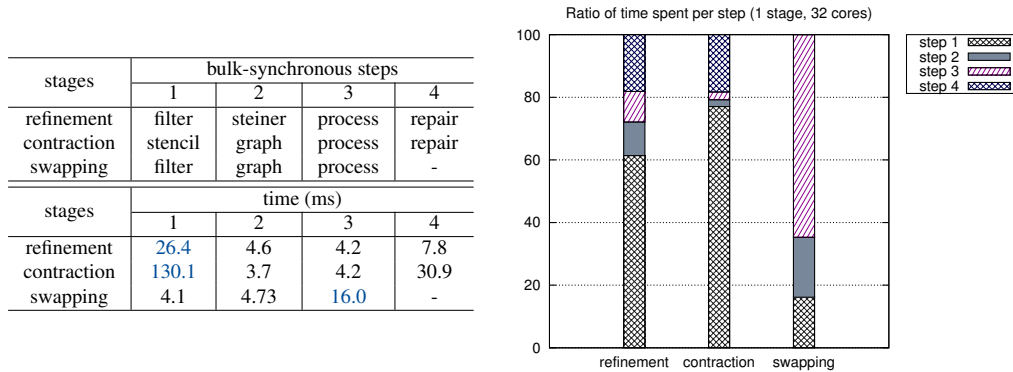 stages bulk-synchronous steps
1 2 3 4
refinement filter steiner process repair
contraction stencil graph process repair
swapping filter graph process -
stages time (ms)
1 2 3 4
refinement 26.4 4.6 4.2 7.8
contraction 130.1 3.7 4.2 30.9
swapping 4.1 4.73 16.0 -
Ratio of time spent per step (1 stage, 32 cores)
100
80
60
40
20
0
refinement contraction swapping
step 1
step 2
step 3
step 4